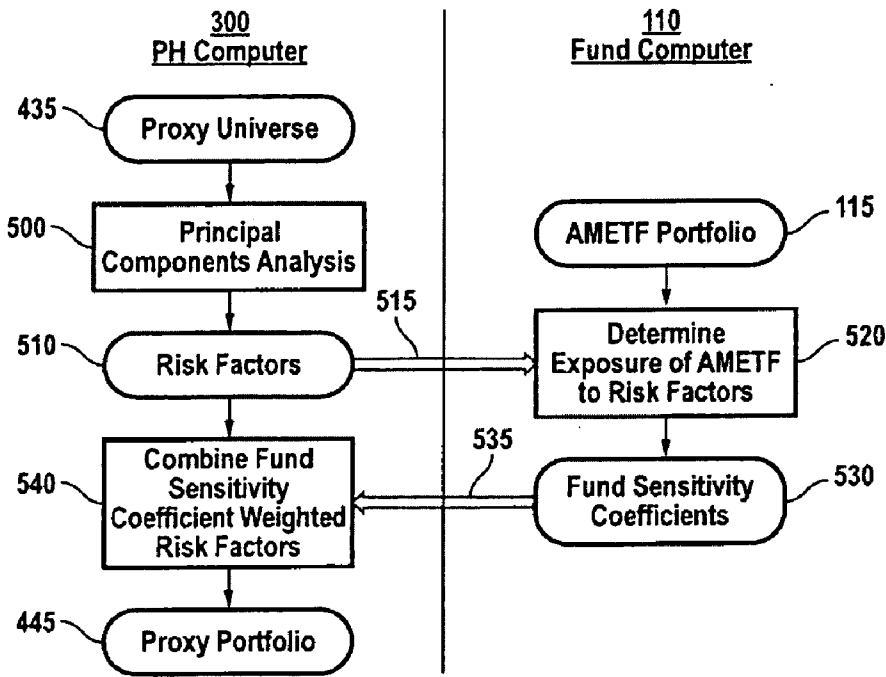 300
PH Computer
110
Fund Computer
435
Proxy Universe
500
Principal
Components Analysis
115
AMETF Portfolio
510
Risk Factors
515
Determine
Exposure of AMETF
to Risk Factors
520
540
Combine Fund
Sensitivity
Coefficient Weighted
Risk Factors
535
Fund Sensitivity
Coefficients
530
445
Proxy Portfolio